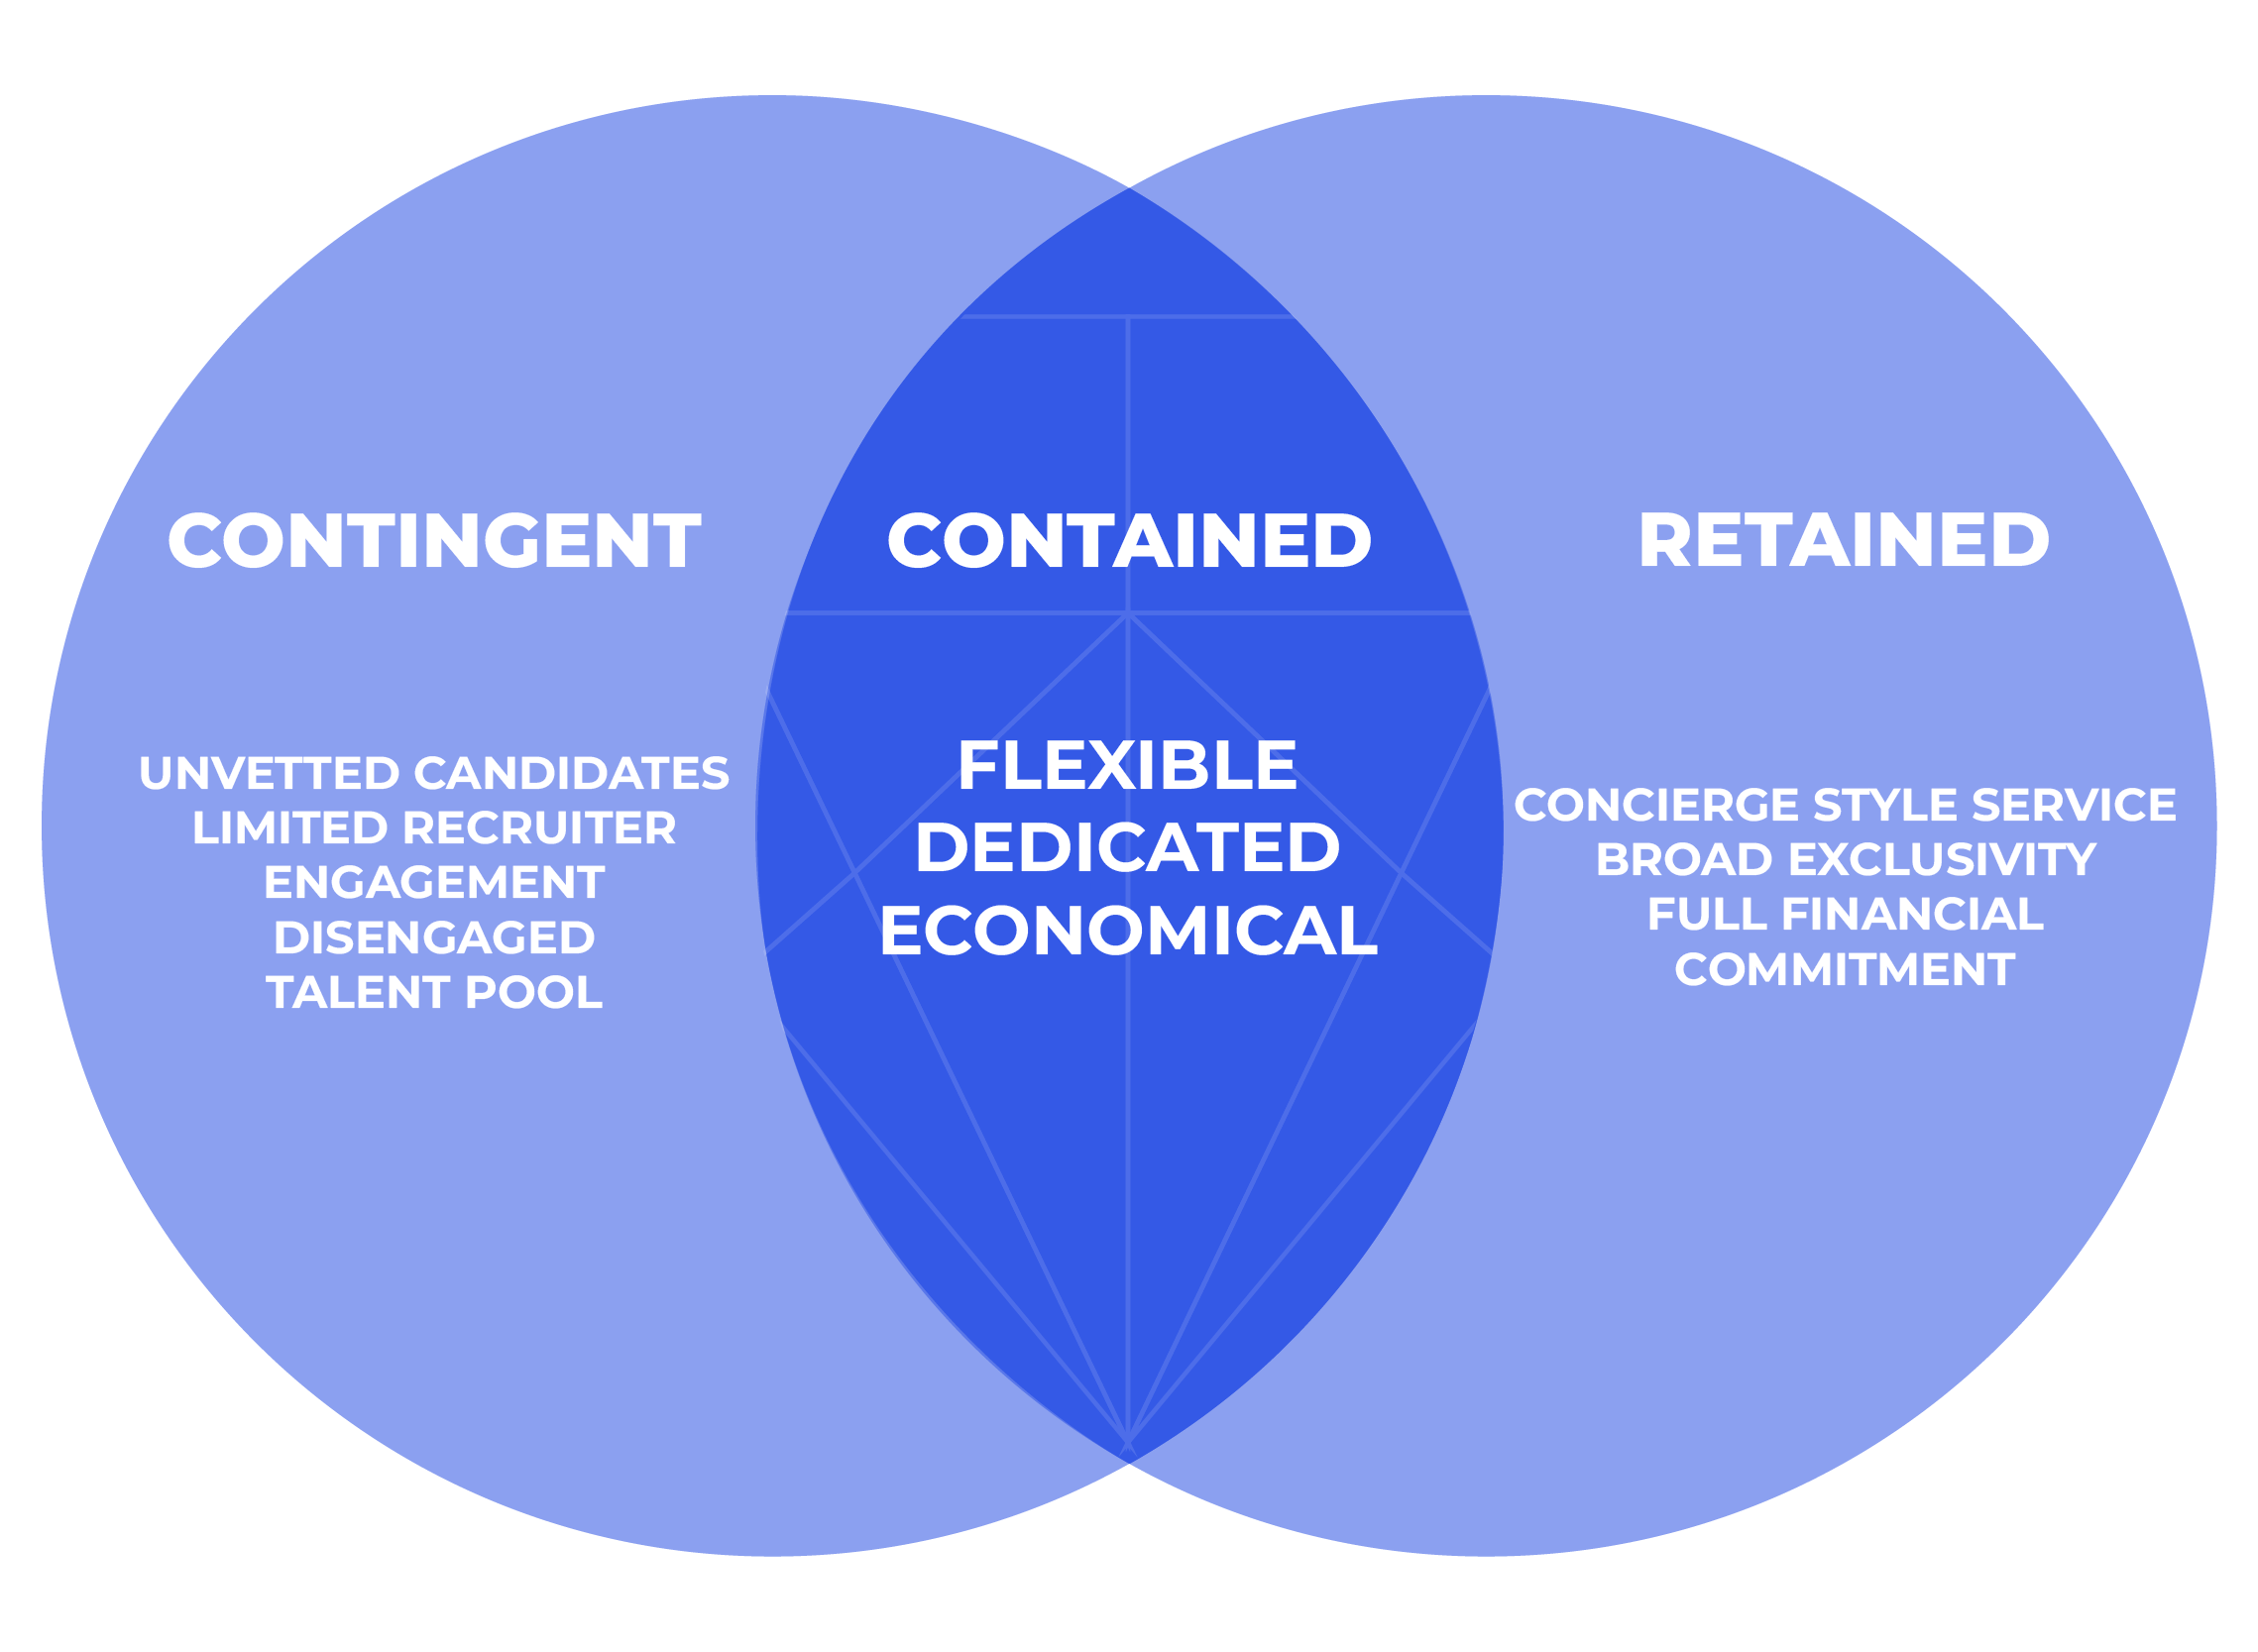 CONTINGENT
UNVETTED CANDIDATES
LIMITED RECRUITER
ENGAGEMENT
DISENGAGED
TALENT POOL
CONTAINED
FLEXIBLE
DEDICATED
ECONOMICAL
RETAINED
CONCIERGE STYLE SERVICE
BROAD EXCLUSIVITY
FULL FINANCIAL
COMMITMENT